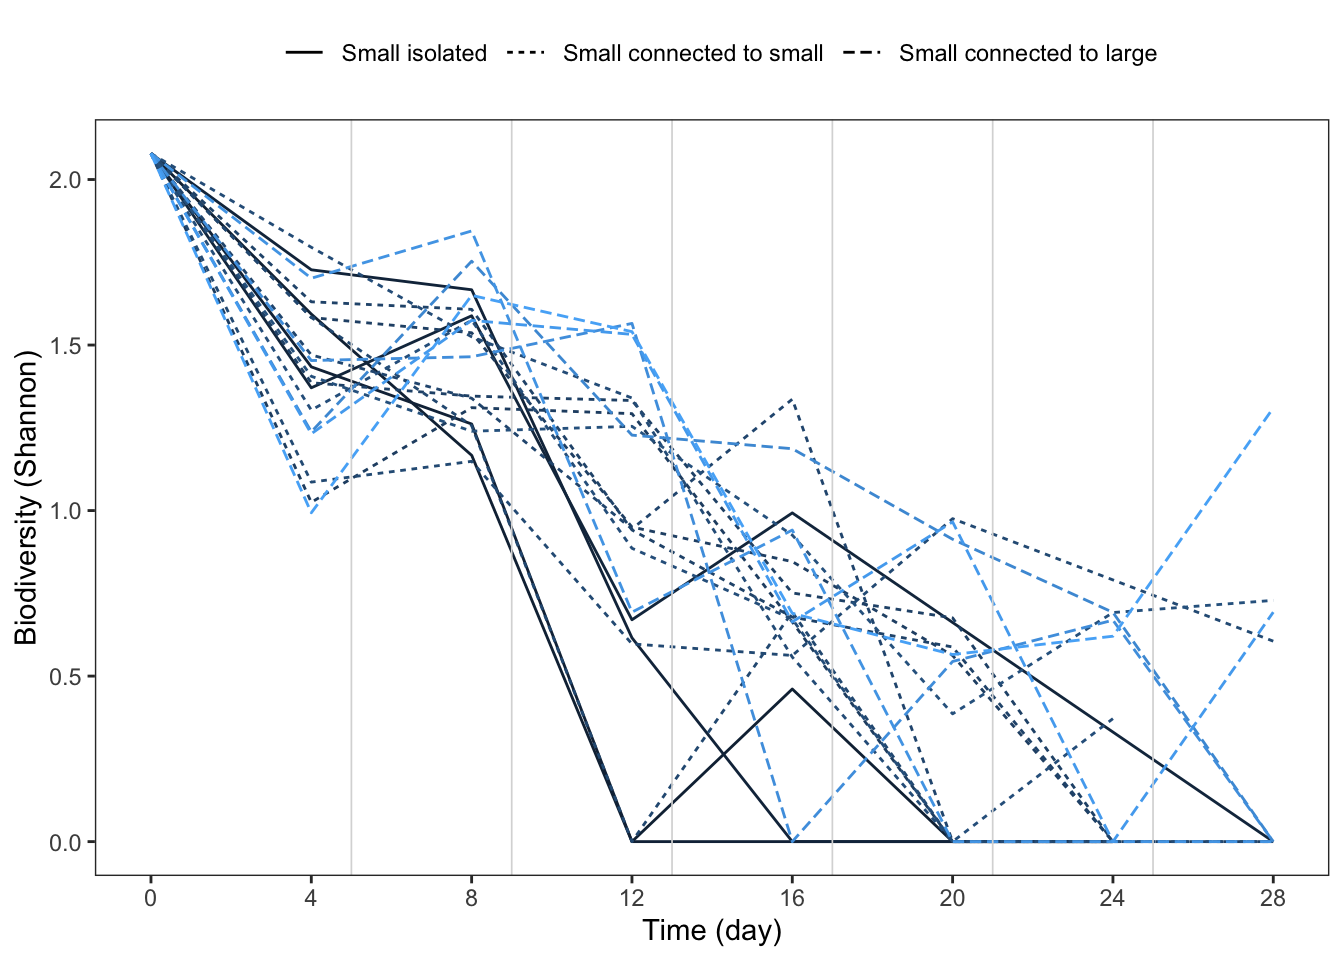 Small isolated Small connected to small Small connected to large
Biodiversity (Shannon)
2.0
1.5
1.0
0.5
0.0
0 4 8 12 16 20 24 28
Time (day)